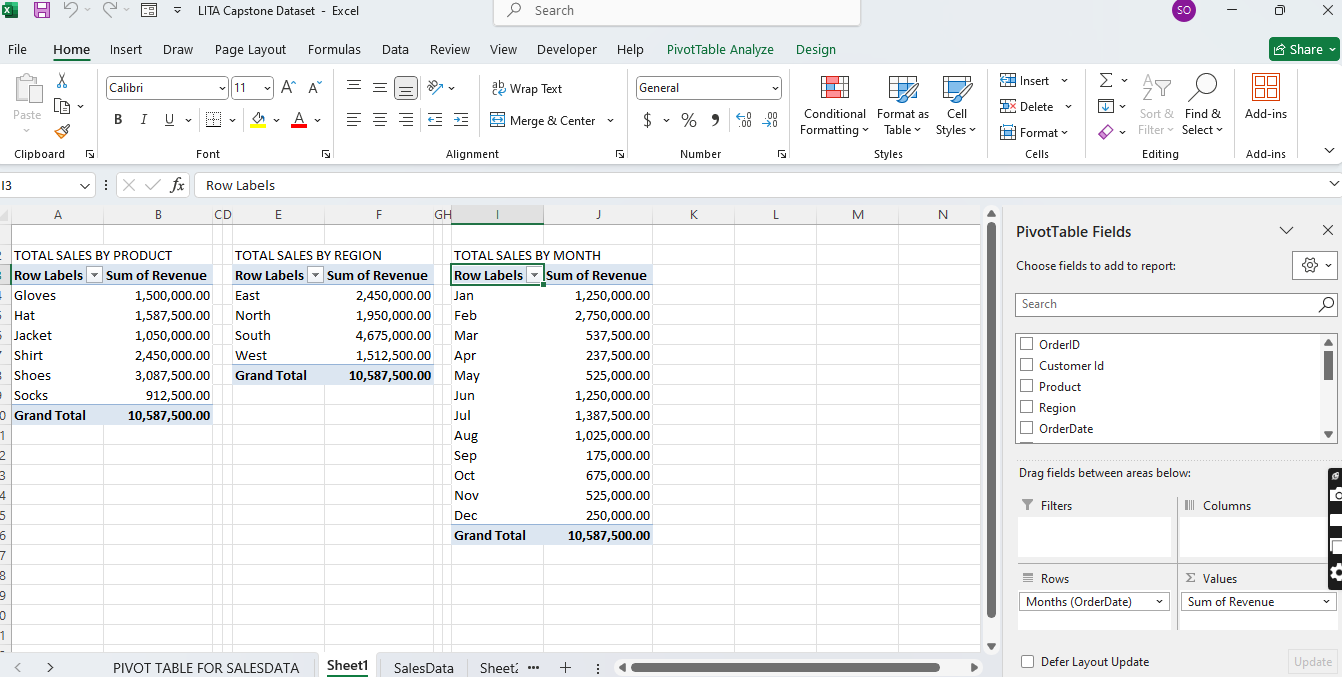 LITA Capstone Dataset - Excel
Search
SO
File Home Insert Draw Page Layout Formulas Data Review View Developer Help PivotTable Analyze Design Share
Calibri 11 Wrap Text General Insert
Paste Conditional Formatting Format as Table Cell Styles Delete Sort & Filter Find & Select Add-ins
B I U Merge & Center $ % Format
Clipboard Font Alignment Number Styles Cells Editing Add-ins
I3 fx Row Labels
A B C D E F G H I J K L M N
TOTAL SALES BY PRODUCT TOTAL SALES BY REGION TOTAL SALES BY MONTH
Row Labels Sum of Revenue Row Labels Sum of Revenue Row Labels Sum of Revenue
Gloves 1,500,000.00 East 2,450,000.00 Jan 1,250,000.00
Hat 1,587,500.00 North 1,950,000.00 Feb 2,750,000.00
Jacket 1,050,000.00 South 4,675,000.00 Mar 537,500.00
Shirt 2,450,000.00 West 1,512,500.00 Apr 237,500.00
Shoes 3,087,500.00 Grand Total 10,587,500.00 May 525,000.00
Socks 912,500.00 Jun 1,250,000.00
Grand Total 10,587,500.00 Jul 1,387,500.00
Aug 1,025,000.00
Sep 175,000.00
Oct 675,000.00
Nov 525,000.00
Dec 250,000.00
Grand Total 10,587,500.00
PivotTable Fields
Choose fields to add to report:
Search
OrderID
Customer Id
Product
Region
OrderDate
Drag fields between areas below:
Filters Columns
Rows Σ Values
Months (OrderDate) Sum of Revenue
Defer Layout Update Update
PIVOT TABLE FOR SALESDATA Sheet1 SalesData Sheet2 ...